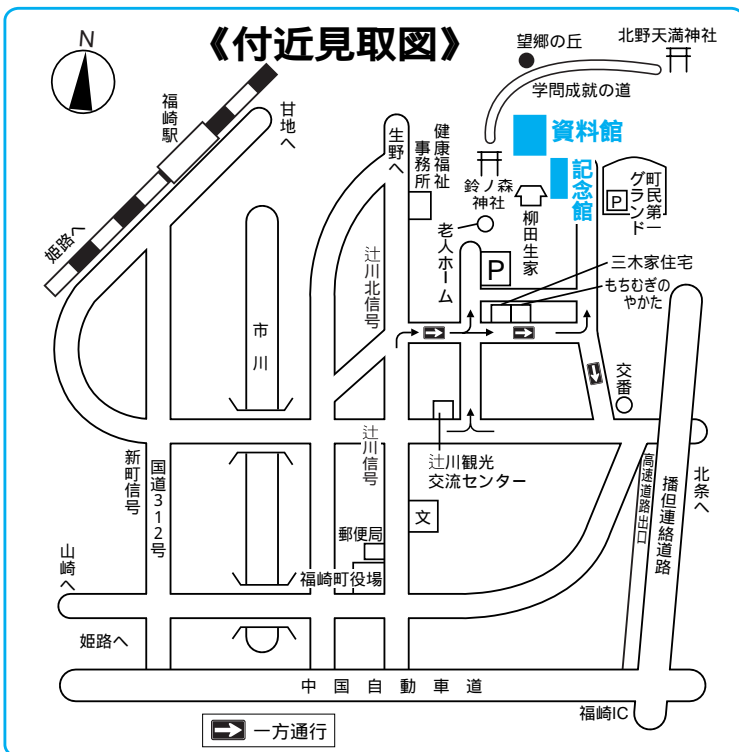 《付近見取図》
N
望郷の丘
北野天満神社
学問成就の道
福崎駅
甘地へ
生野へ
健康福祉
事務所
資料館
記念館
鈴ノ森
神社
柳田生家
町民第一
グランド
P
姫路へ
老人ホーム
P
辻川北信号
三木家住宅
もちむぎの
やかた
市川
交番
辻川信号
辻川観光
交流センター
新町信号
国道312号
高速道路出口
播但連絡道路
北条へ
文
郵便局
福崎町役場
山崎へ
姫路へ
中国自動車道
福崎IC
一方通行